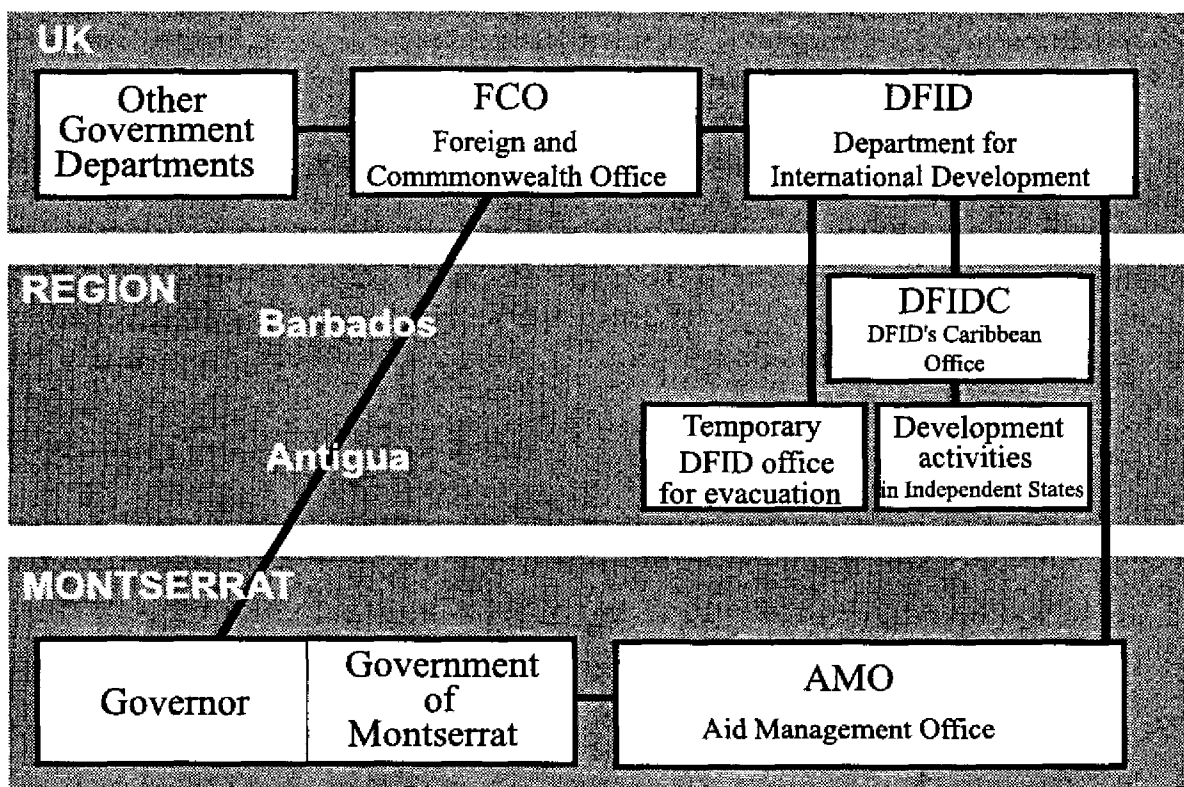 UK
Other
Government
Departments
FCO
Foreign and
Commmonwealth Office
DFID
Department for
International Development
REGION
Barbados
Antigua
DFIDC
DFID's Caribbean
Office
Temporary
DFID office
for evacuation
Development
activities
in Independent States
MONTSERRAT
Governor
Government
of
Montserrat
AMO
Aid Management Office